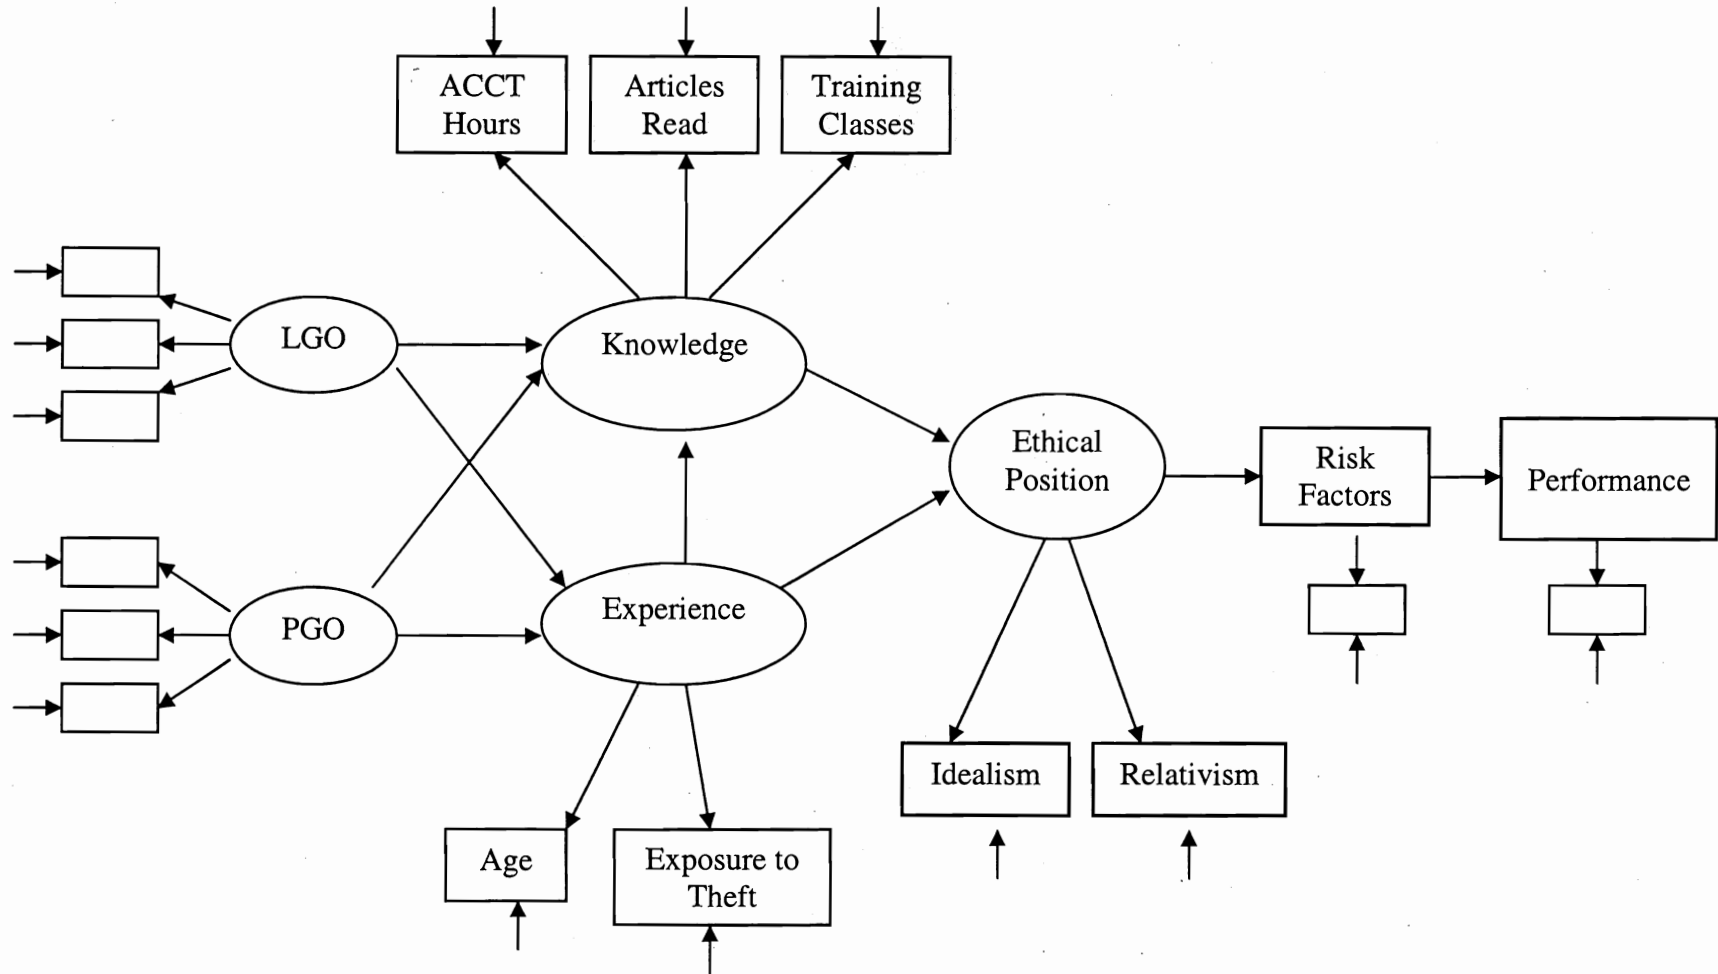 ACCT
Hours
Articles
Read
Training
Classes
LGO
Knowledge
Ethical
Position
Risk
Factors
Performance
PGO
Experience
Idealism
Relativism
Age
Exposure to
Theft